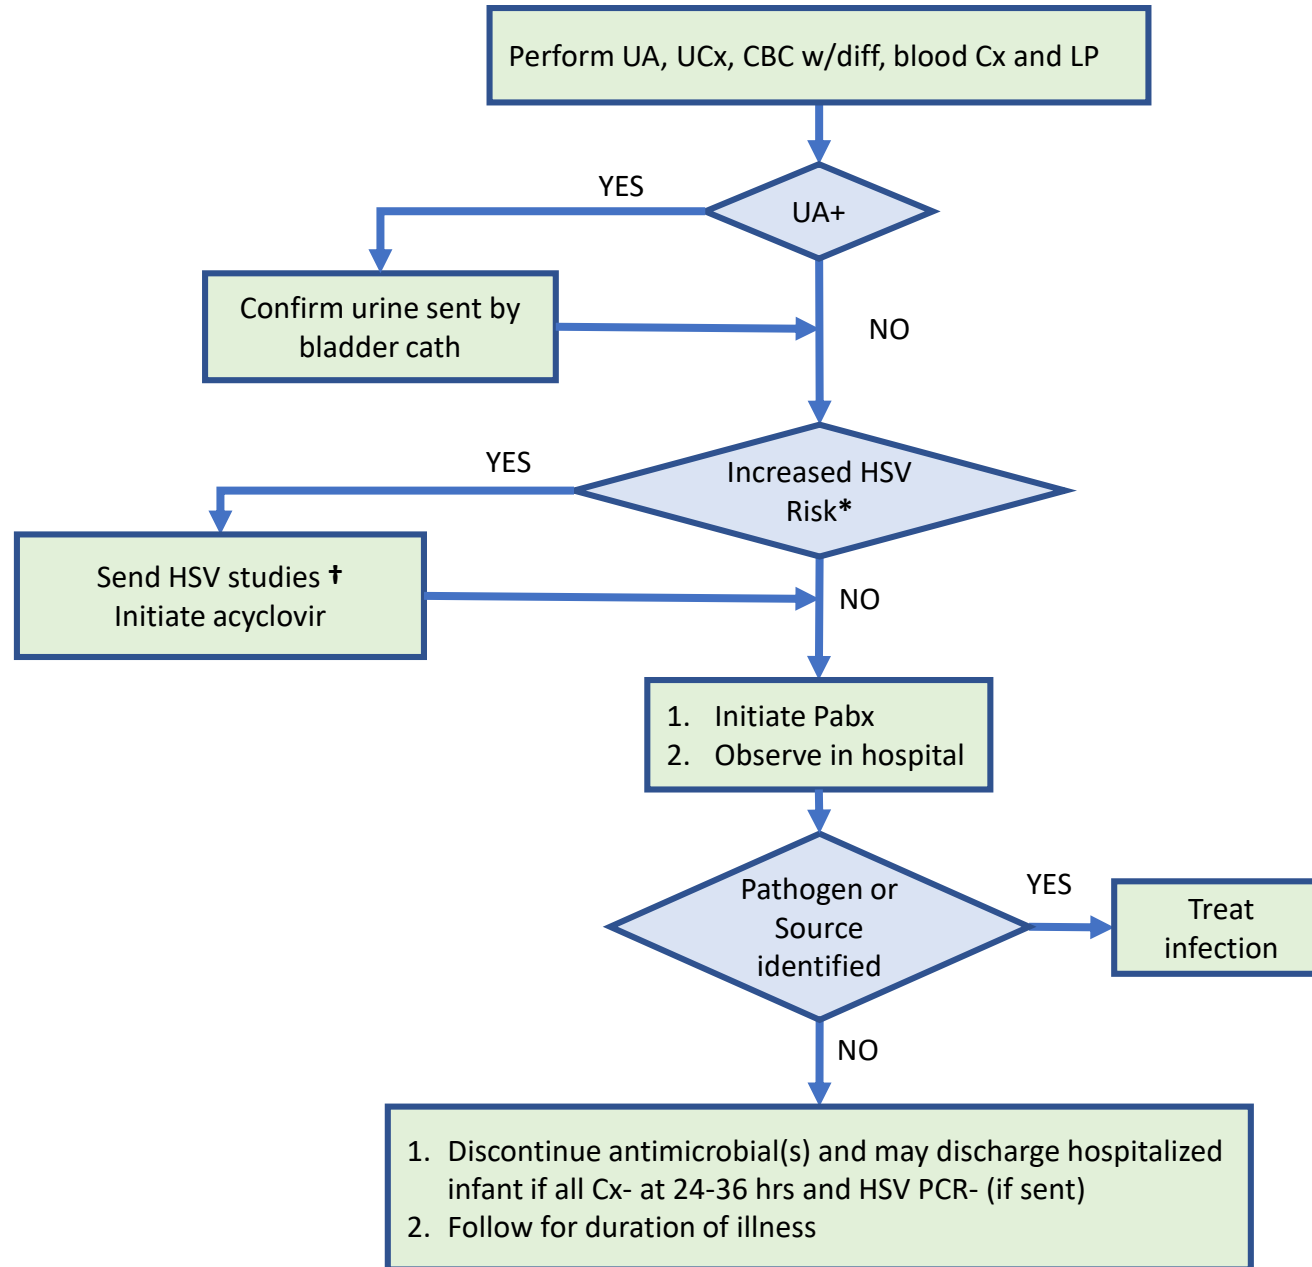 Perform UA, UCx, CBC w/diff, blood Cx and LP
YES
UA+
Confirm urine sent by
bladder cath
NO
YES
Increased HSV
Risk*
Send HSV studies †
Initiate acyclovir
NO
1. Initiate Pabx
2. Observe in hospital
Pathogen or
Source
identified
YES
Treat
infection
NO
1. Discontinue antimicrobial(s) and may discharge hospitalized
infant if all Cx- at 24-36 hrs and HSV PCR- (if sent)
2. Follow for duration of illness